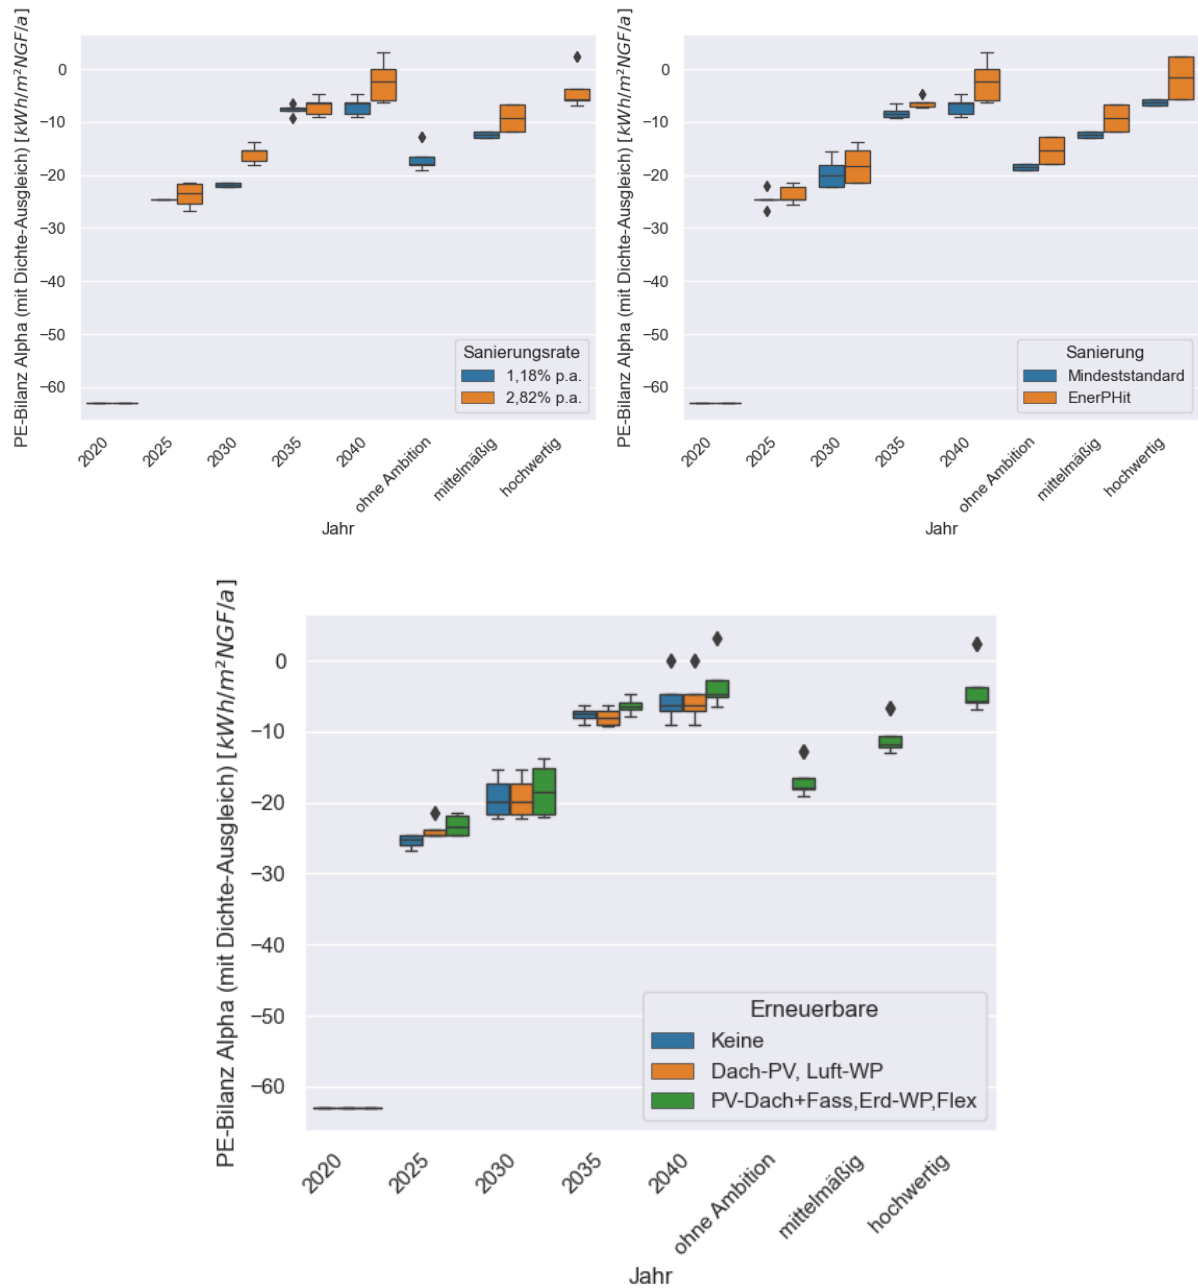 PE-Bilanz Alpha (mit Dichte-Ausgleich) [kWh/m²NGF/a]
0
−10
−20
−30
−40
−50
−60
Sanierungsrate
1,18% p.a.
2,82% p.a.
2020
2025
2030
2035
2040
ohne Ambition
mittelmäßig
hochwertig
Jahr
PE-Bilanz Alpha (mit Dichte-Ausgleich) [kWh/m²NGF/a]
0
−10
−20
−30
−40
−50
−60
Sanierung
Mindeststandard
EnerPHit
2020
2025
2030
2035
2040
ohne Ambition
mittelmäßig
hochwertig
Jahr
PE-Bilanz Alpha (mit Dichte-Ausgleich) [kWh/m²NGF/a]
0
−10
−20
−30
−40
−50
−60
Erneuerbare
Keine
Dach-PV, Luft-WP
PV-Dach+Fass,Erd-WP,Flex
2020
2025
2030
2035
2040
ohne Ambition
mittelmäßig
hochwertig
Jahr